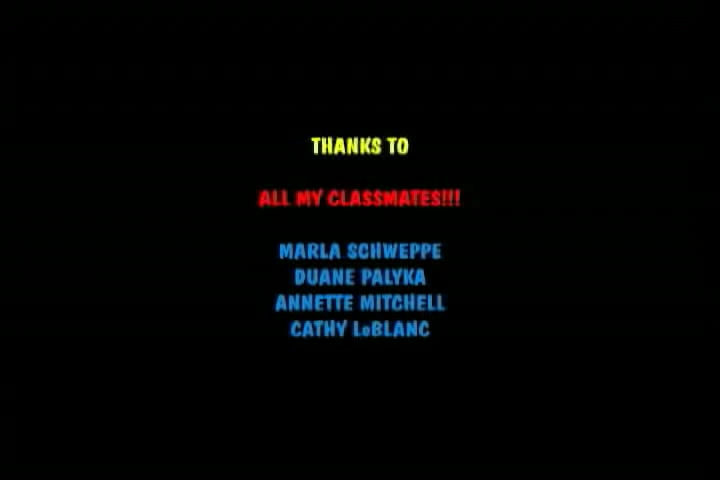 THANKS TO
ALL MY CLASSMATES!!!
MARLA SCHWEPPE
DUANE PALYKA
ANNETTE MITCHELL
CATHY LeBLANC